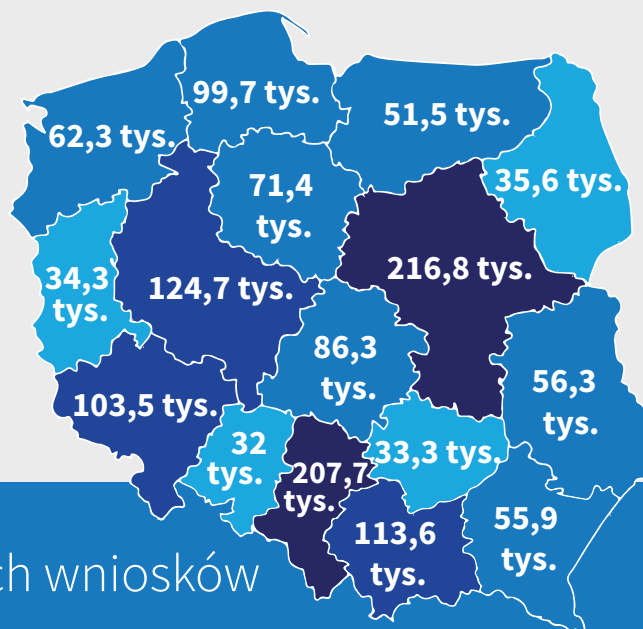 99,7 tys.
62,3 tys.
51,5 tys.
35,6 tys.
71,4
tys.
34,3
tys.
124,7 tys.
216,8 tys.
86,3
tys.
56,3
tys.
103,5 tys.
32
tys.
207,7
tys.
33,3 tys.
113,6
tys.
55,9
tys.
ch wniosków